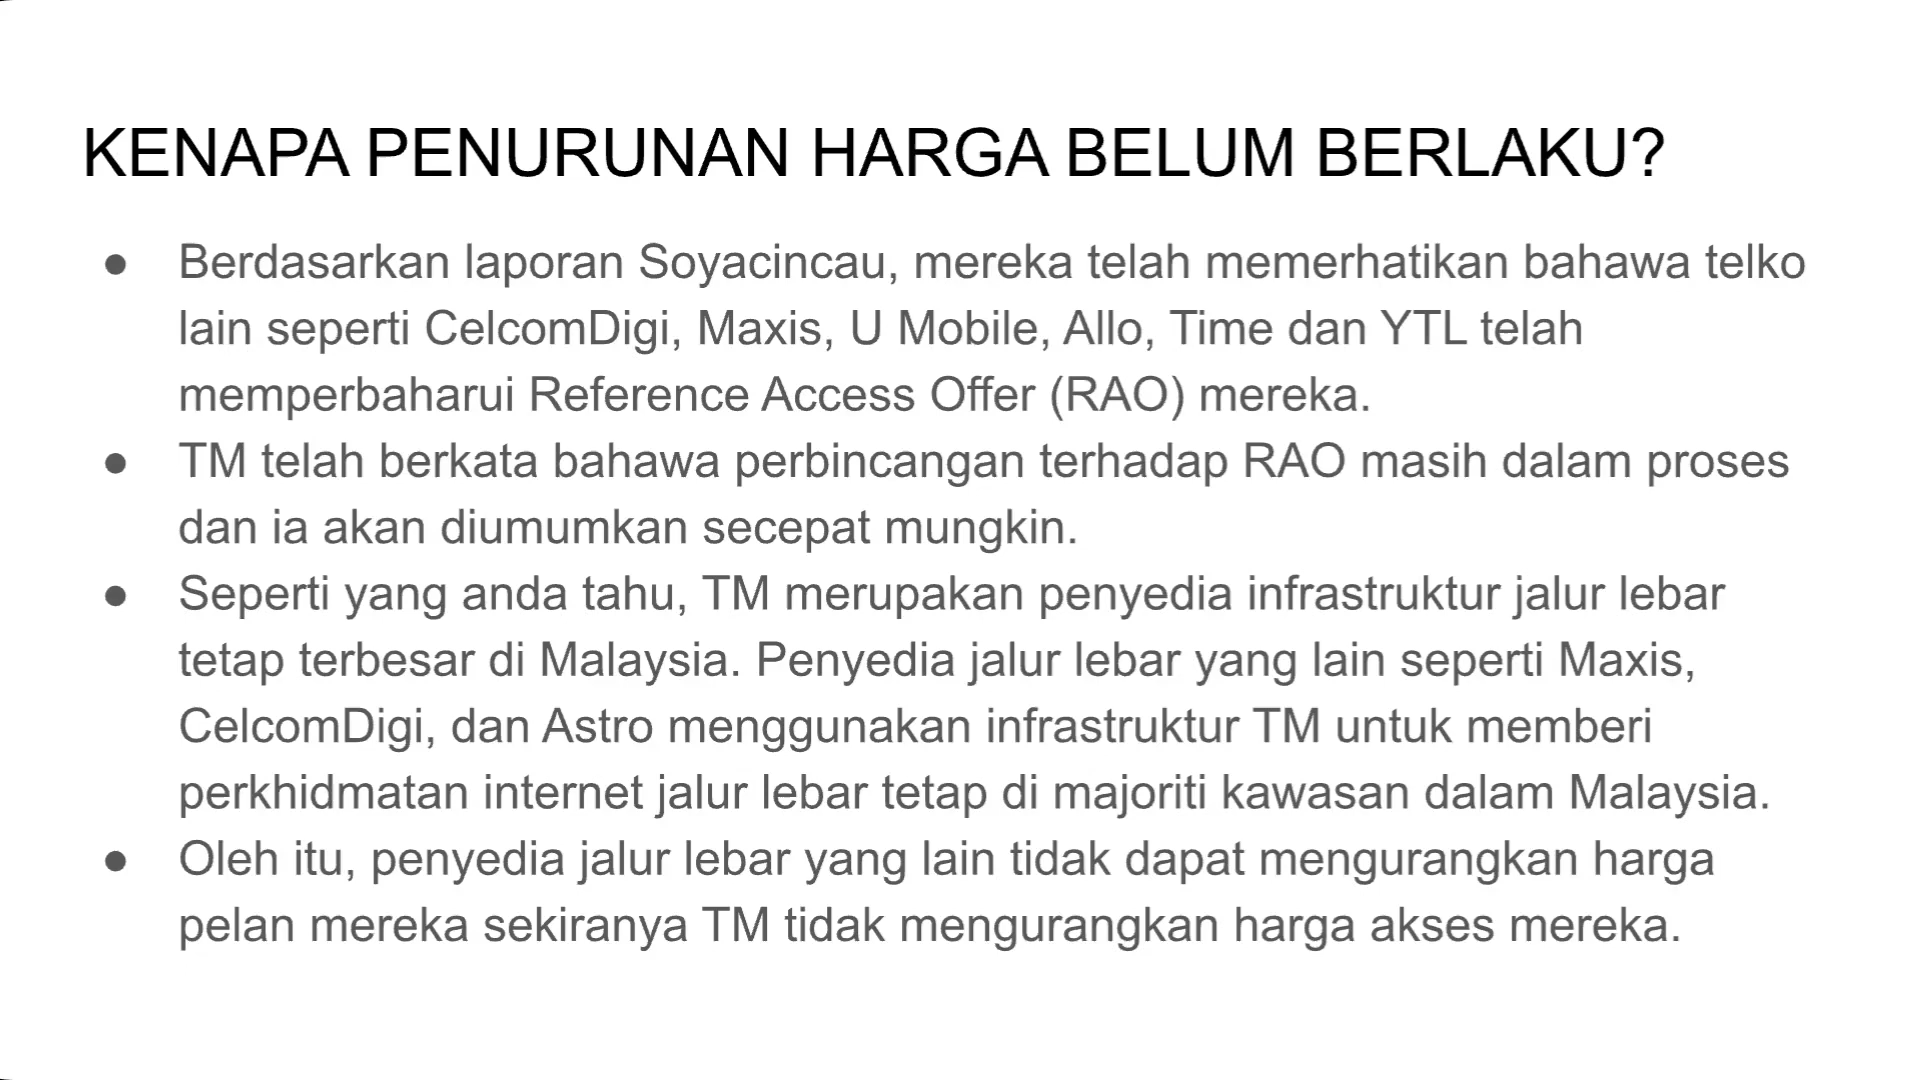 KENAPA PENURUNAN HARGA BELUM BERLAKU?
● Berdasarkan laporan Soyacincau, mereka telah memerhatikan bahawa telko
lain seperti CelcomDigi, Maxis, U Mobile, Allo, Time dan YTL telah
memperbaharui Reference Access Offer (RAO) mereka.
● TM telah berkata bahawa perbincangan terhadap RAO masih dalam proses
dan ia akan diumumkan secepat mungkin.
● Seperti yang anda tahu, TM merupakan penyedia infrastruktur jalur lebar
tetap terbesar di Malaysia. Penyedia jalur lebar yang lain seperti Maxis,
CelcomDigi, dan Astro menggunakan infrastruktur TM untuk memberi
perkhidmatan internet jalur lebar tetap di majoriti kawasan dalam Malaysia.
● Oleh itu, penyedia jalur lebar yang lain tidak dapat mengurangkan harga
pelan mereka sekiranya TM tidak mengurangkan harga akses mereka.